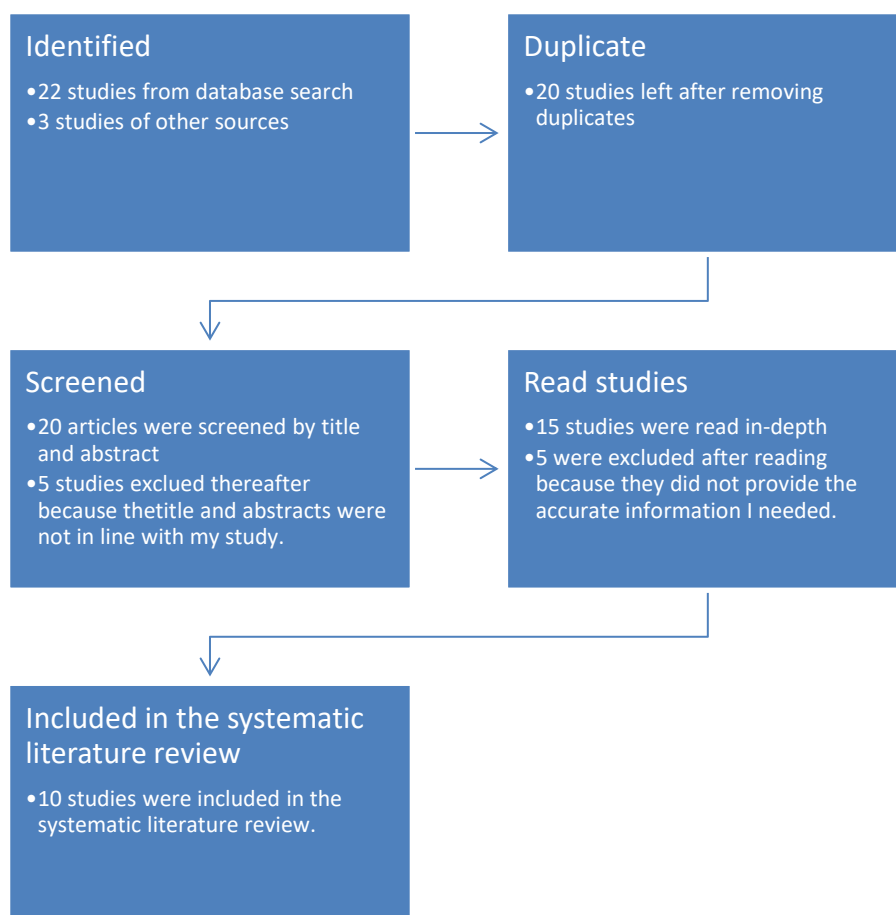 Identified
•22 studies from database search
•3 studies of other sources
Duplicate
•20 studies left after removing
duplicates
Screened
•20 articles were screened by title
and abstract
•5 studies exclued thereafter
because thetitle and abstracts were
not in line with my study.
Read studies
•15 studies were read in-depth
•5 were excluded after reading
because they did not provide the
accurate information I needed.
Included in the systematic
literature review
•10 studies were included in the
systematic literature review.